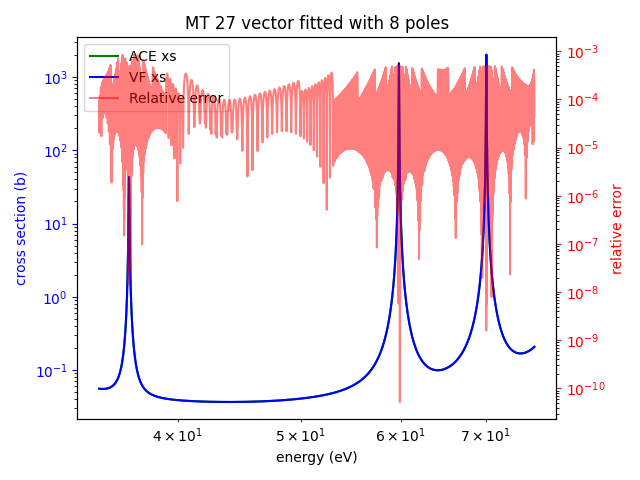 MT 27 vector fitted with 8 poles
ACE xs
VF xs
Relative error
cross section (b)
10³
10²
10¹
10⁰
10⁻¹
relative error
10⁻³
10⁻⁴
10⁻⁵
10⁻⁶
10⁻⁷
10⁻⁸
10⁻⁹
10⁻¹⁰
4 × 10¹ 5 × 10¹ 6 × 10¹ 7 × 10¹
energy (eV)